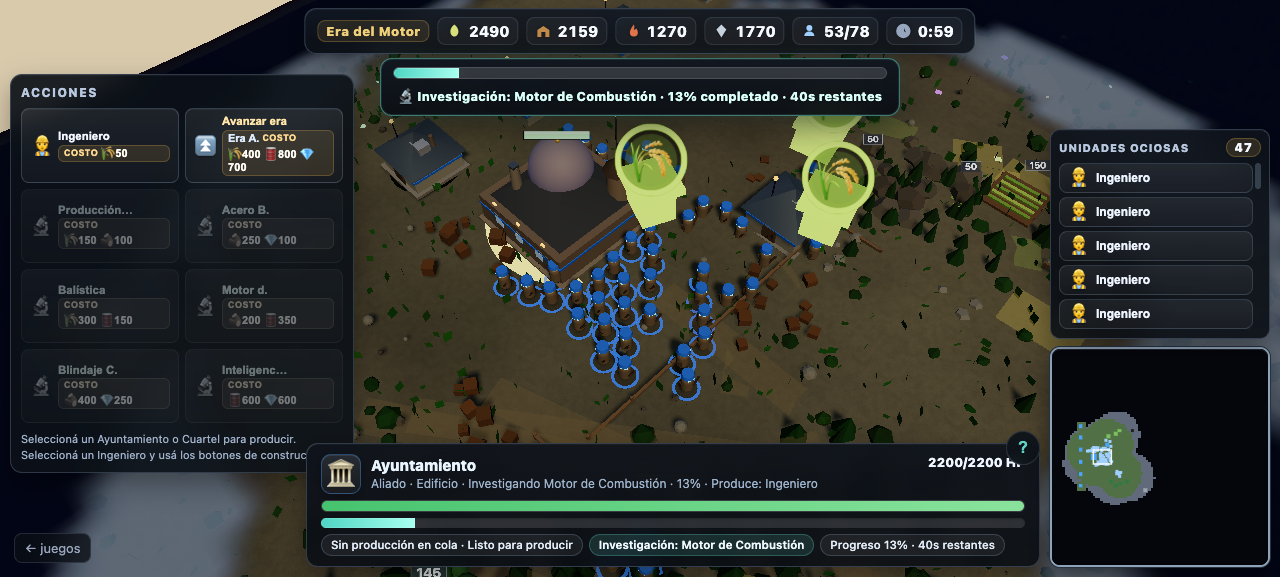 Era del Motor 2490 2159 1270 1770 53/78 0:59
Investigación: Motor de Combustión · 13% completado · 40s restantes
ACCIONES
Ingeniero
COSTO 50
Avanzar era
Era A. COSTO
400 800
700
Producción...
COSTO
150 100
Acero B.
COSTO
250 100
Balística
COSTO
300 150
Motor d.
COSTO
200 350
Blindaje C.
COSTO
400 250
Inteligenc...
COSTO
600 600
Seleccioná un Ayuntamiento o Cuartel para producir.
Seleccioná un Ingeniero y usá los botones de construc
50
50
150
UNIDADES OCIOSAS 47
Ingeniero
Ingeniero
Ingeniero
Ingeniero
Ingeniero
?
Ayuntamiento
2200/2200
Aliado · Edificio · Investigando Motor de Combustión · 13% · Produce: Ingeniero
Sin producción en cola · Listo para producir
Investigación: Motor de Combustión
Progreso 13% · 40s restantes
← juegos
145